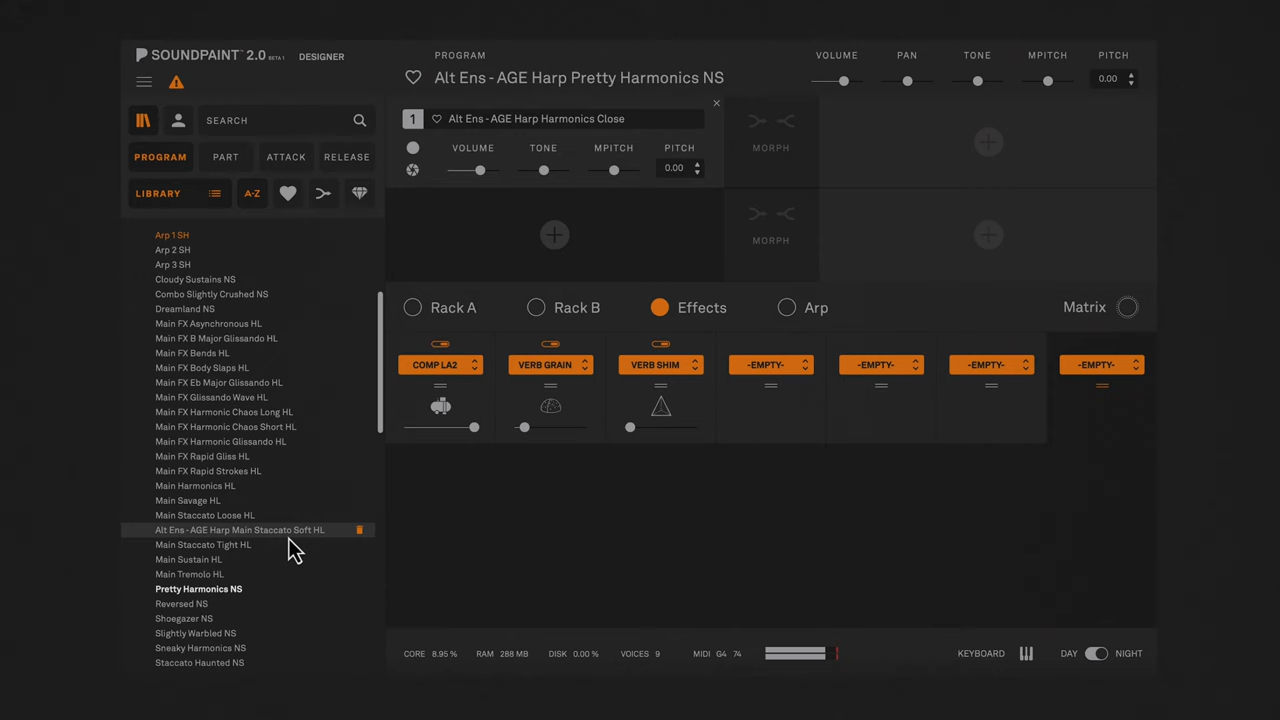 SOUNDPAINT™ 2.0 BETA 1 DESIGNER
PROGRAM
Alt Ens - AGE Harp Pretty Harmonics NS
VOLUME PAN TONE MPITCH PITCH
0.00
SEARCH
PROGRAM PART ATTACK RELEASE
LIBRARY A-Z
Arp 1 SH
Arp 2 SH
Arp 3 SH
Cloudy Sustains NS
Combo Slightly Crushed NS
Dreamland NS
Main FX Asynchronous HL
Main FX B Major Glissando HL
Main FX Bends HL
Main FX Body Slaps HL
Main FX Eb Major Glissando HL
Main FX Glissando Wave HL
Main FX Harmonic Chaos Long HL
Main FX Harmonic Chaos Short HL
Main FX Harmonic Glissando HL
Main FX Rapid Gliss HL
Main FX Rapid Strokes HL
Main Harmonics HL
Main Savage HL
Main Staccato Loose HL
Alt Ens - AGE Harp Main Staccato Soft HL
Main Staccato Tight HL
Main Sustain HL
Main Tremolo HL
Pretty Harmonics NS
Reversed NS
Shoegazer NS
Slightly Warbled NS
Sneaky Harmonics NS
Staccato Haunted NS
1 Alt Ens - AGE Harp Harmonics Close
VOLUME TONE MPITCH PITCH
0.00
MORPH
MORPH
Rack A Rack B Effects Arp Matrix
COMP LA2 VERB GRAIN VERB SHIM -EMPTY- -EMPTY- -EMPTY- -EMPTY-
CORE 8.95 % RAM 288 MB DISK 0.00 % VOICES 9 MIDI G4 74 KEYBOARD DAY NIGHT